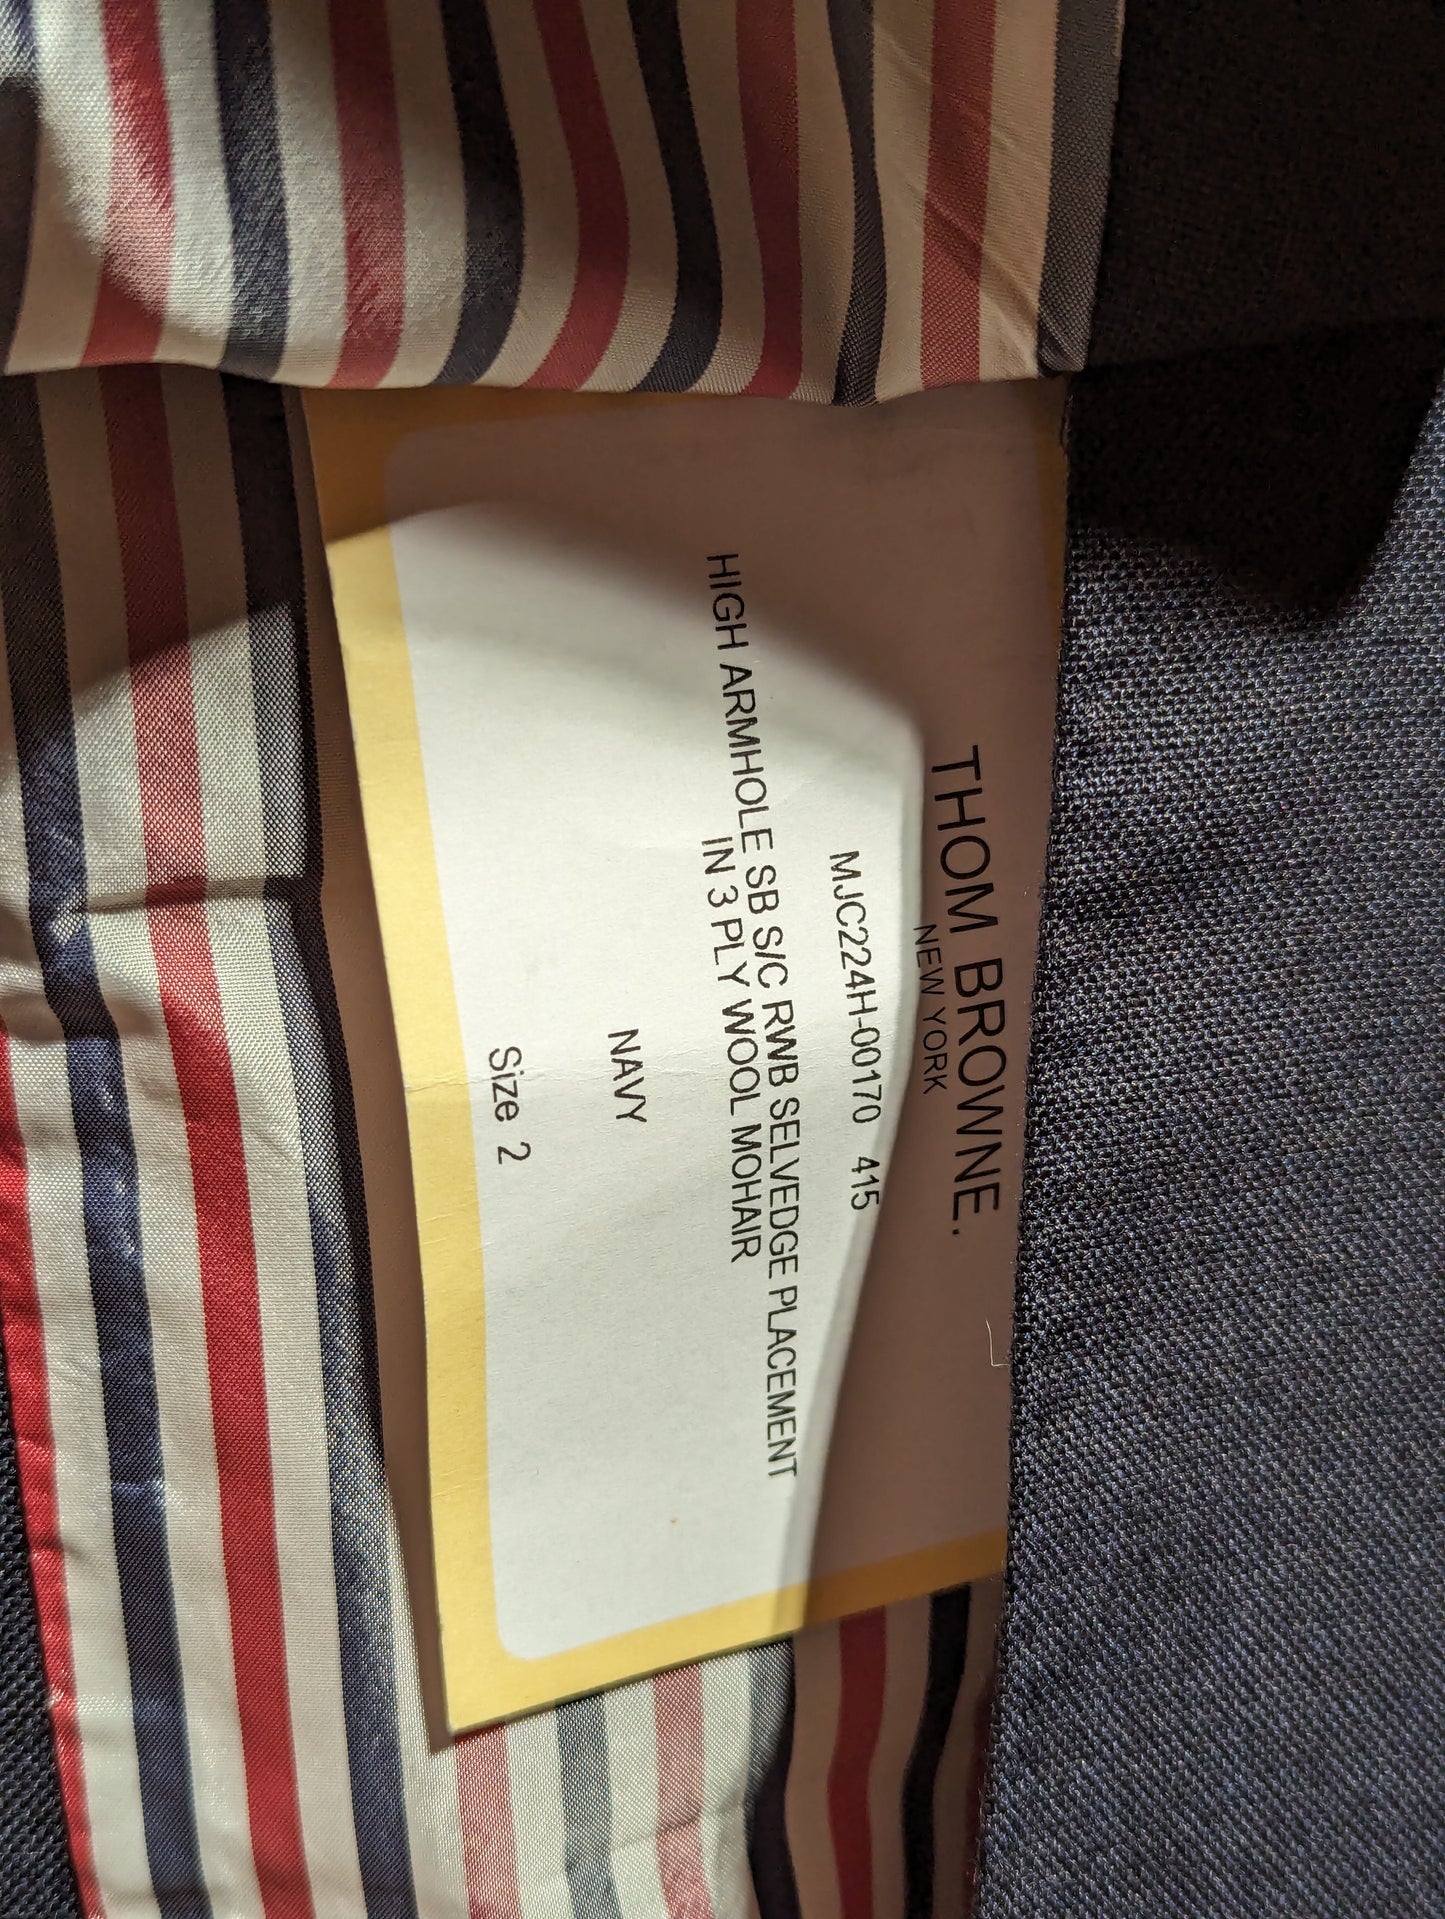 THOM BROWNE.
NEW YORK
MJC224H-00170 415
HIGH ARMHOLE SB S/C RWB SELVEDGE PLACEMENT
IN 3 PLY WOOL MOHAIR
NAVY
Size 2